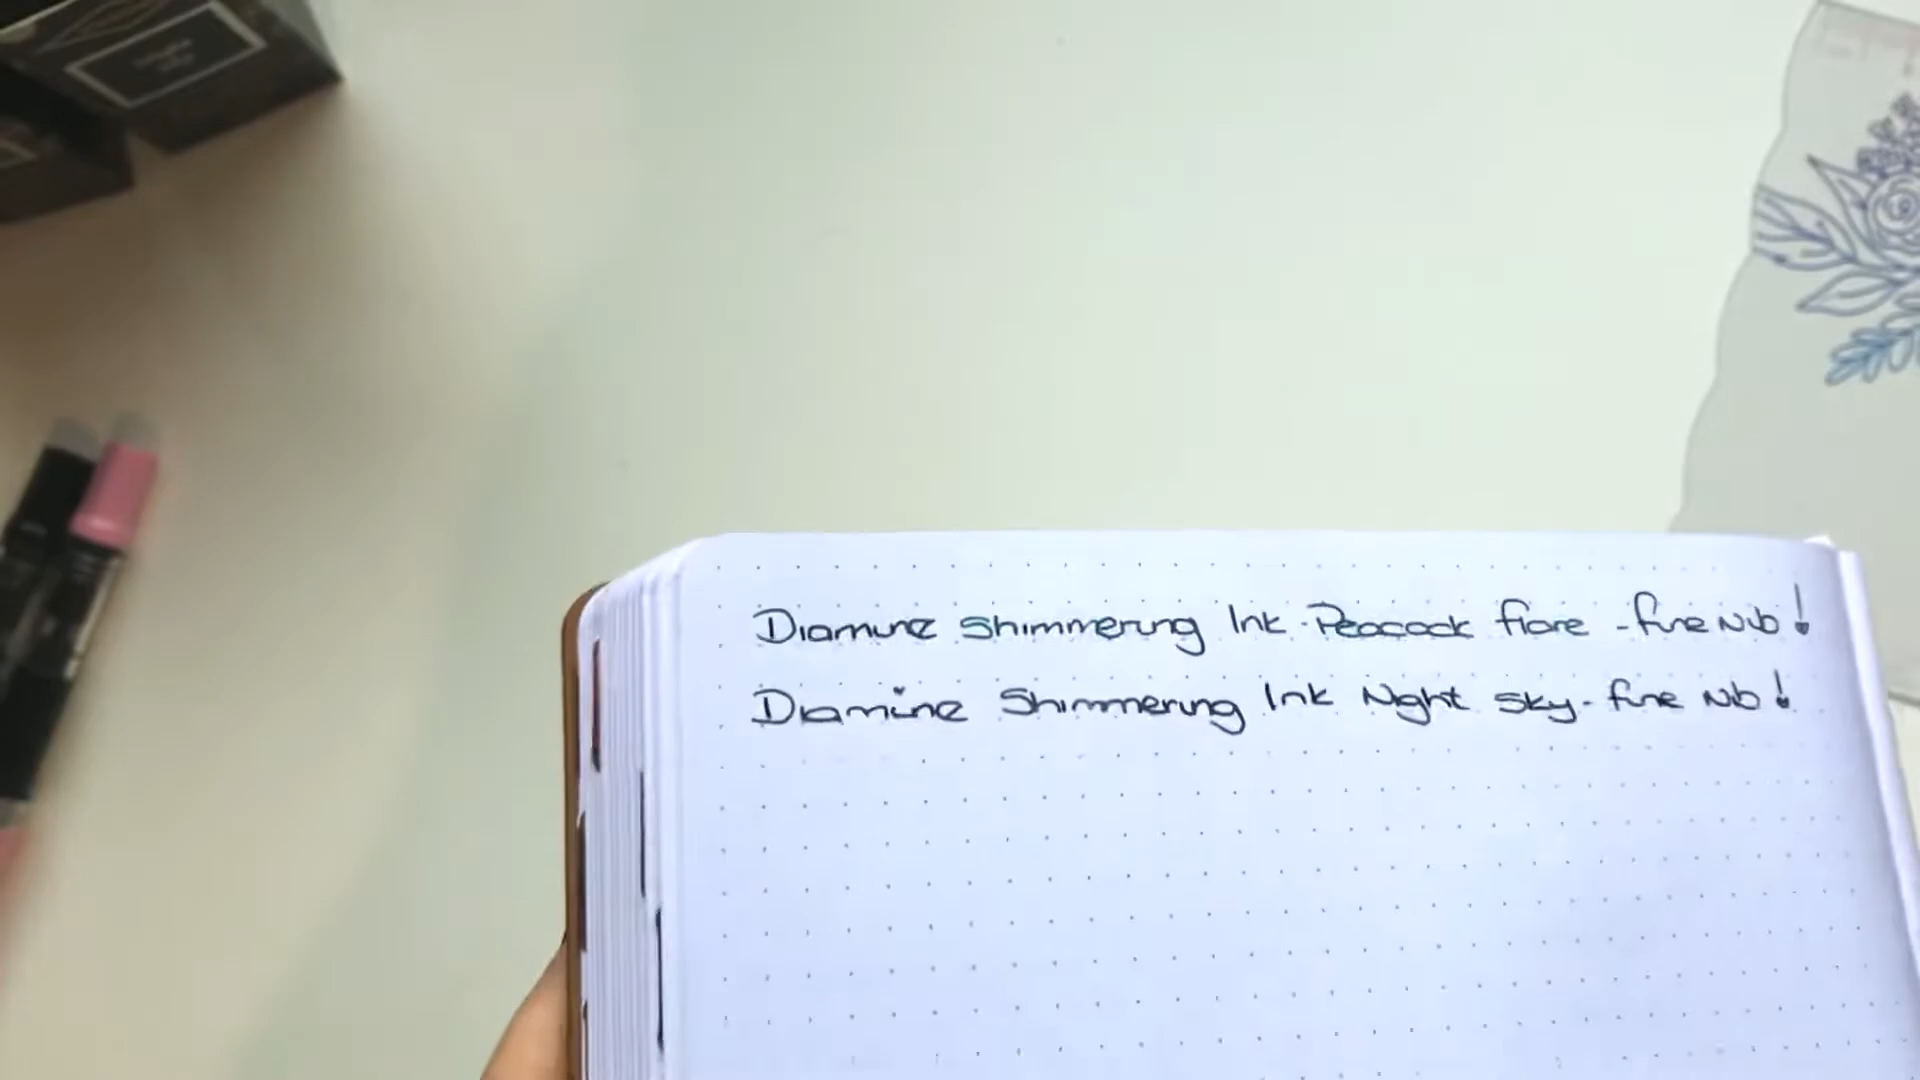 Diamine Shimmering Ink Peacock flare - fine Nib!
Diamine Shimmering Ink Night Sky - fine Nib!